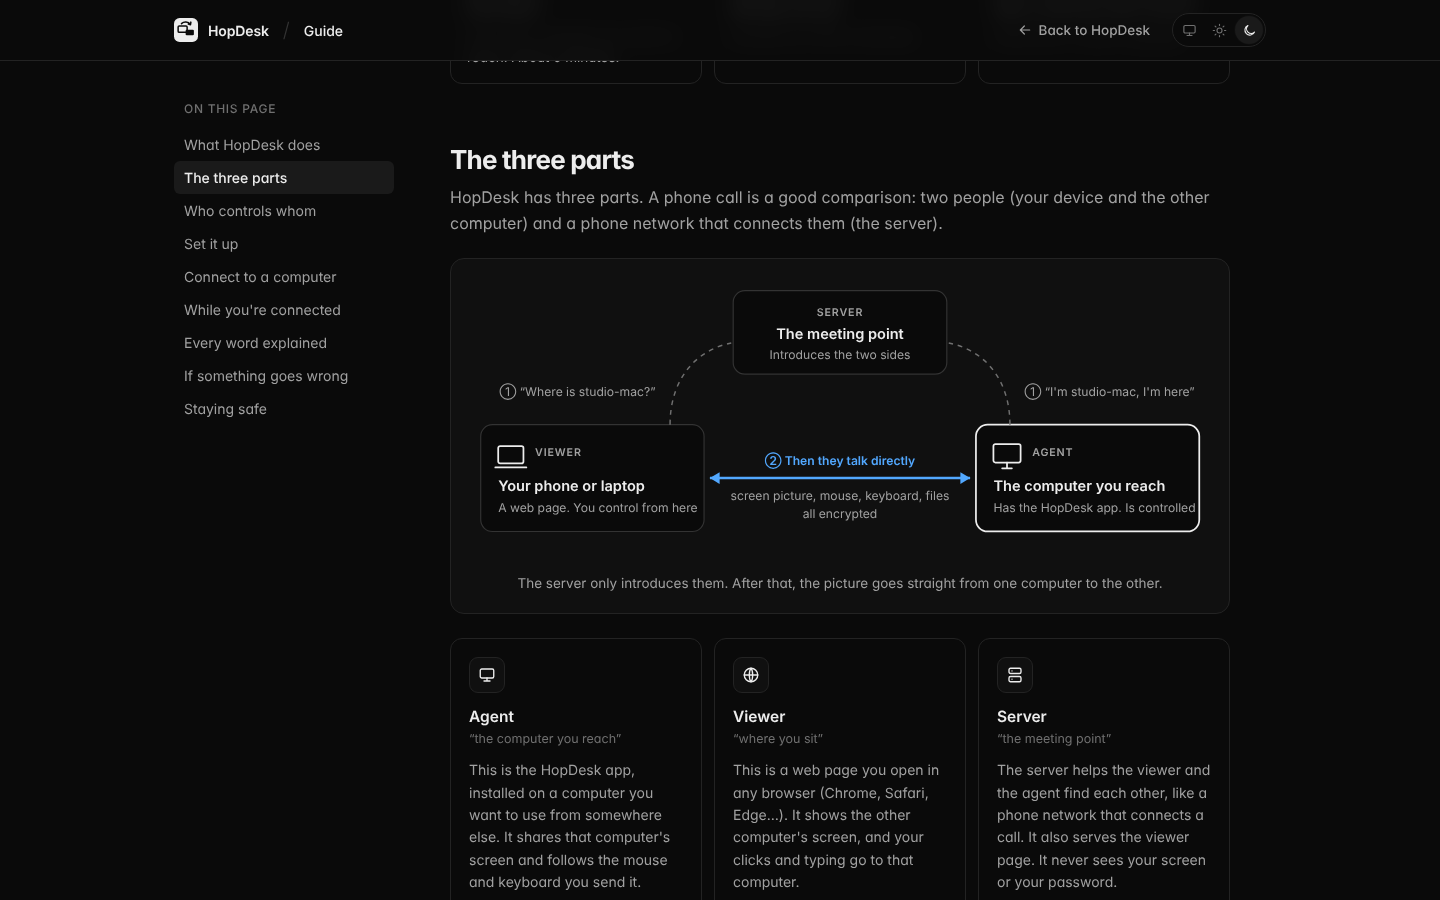 HopDesk / Guide
← Back to HopDesk
ON THIS PAGE
What HopDesk does
The three parts
Who controls whom
Set it up
Connect to a computer
While you're connected
Every word explained
If something goes wrong
Staying safe
The three parts
HopDesk has three parts. A phone call is a good comparison: two people (your device and the other
computer) and a phone network that connects them (the server).
SERVER
The meeting point
Introduces the two sides
① “Where is studio-mac?”
① “I'm studio-mac, I'm here”
VIEWER
Your phone or laptop
A web page. You control from here
② Then they talk directly
screen picture, mouse, keyboard, files
all encrypted
AGENT
The computer you reach
Has the HopDesk app. Is controlled
The server only introduces them. After that, the picture goes straight from one computer to the other.
Agent
“the computer you reach”
This is the HopDesk app,
installed on a computer you
want to use from somewhere
else. It shares that computer's
screen and follows the mouse
and keyboard you send it.
Viewer
“where you sit”
This is a web page you open in
any browser (Chrome, Safari,
Edge...). It shows the other
computer's screen, and your
clicks and typing go to that
computer.
Server
“the meeting point”
The server helps the viewer and
the agent find each other, like a
phone network that connects a
call. It also serves the viewer
page. It never sees your screen
or your password.